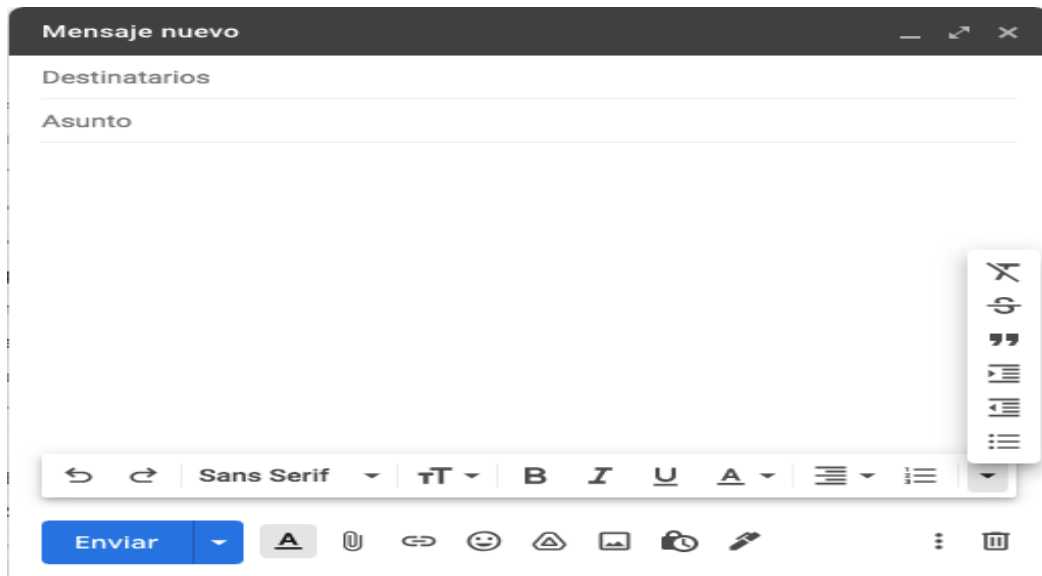 Mensaje nuevo
Destinatarios
Asunto
Sans Serif
Enviar